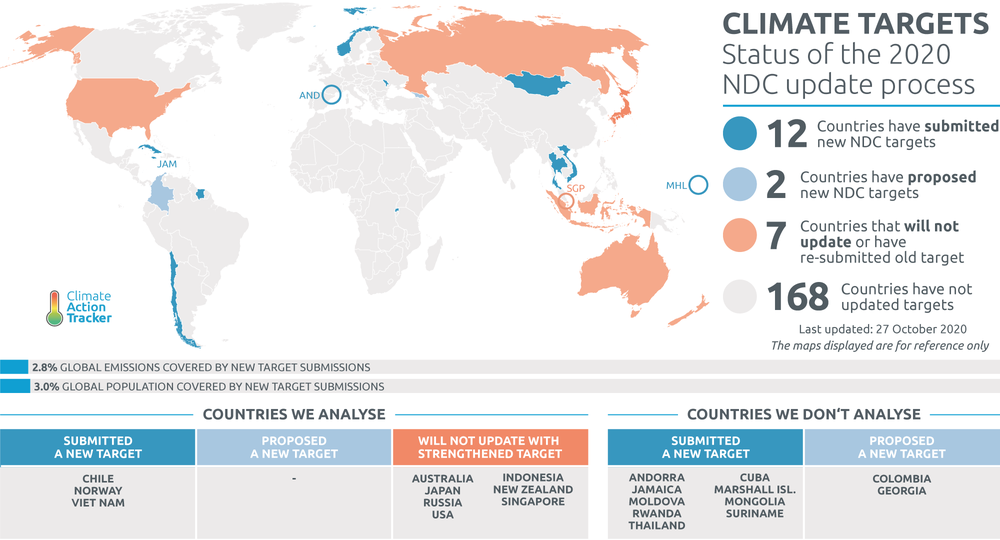 CLIMATE TARGETS
Status of the 2020
NDC update process
12
Countries have submitted
new NDC targets
2
Countries have proposed
new NDC targets
7
Countries that will not
update or have
re-submitted old target
168
Countries have not
updated targets
Last updated: 27 October 2020
The maps displayed are for reference only
AND
JAM
SGP
MHL
Climate
Action
Tracker
2.8% GLOBAL EMISSIONS COVERED BY NEW TARGET SUBMISSIONS
3.0% GLOBAL POPULATION COVERED BY NEW TARGET SUBMISSIONS
COUNTRIES WE ANALYSE
SUBMITTED
A NEW TARGET
CHILE
NORWAY
VIET NAM
PROPOSED
A NEW TARGET
-
WILL NOT UPDATE WITH
STRENGTHENED TARGET
AUSTRALIA
JAPAN
RUSSIA
USA
INDONESIA
NEW ZEALAND
SINGAPORE
COUNTRIES WE DON'T ANALYSE
SUBMITTED
A NEW TARGET
ANDORRA
JAMAICA
MOLDOVA
RWANDA
THAILAND
CUBA
MARSHALL ISL.
MONGOLIA
SURINAME
PROPOSED
A NEW TARGET
COLOMBIA
GEORGIA